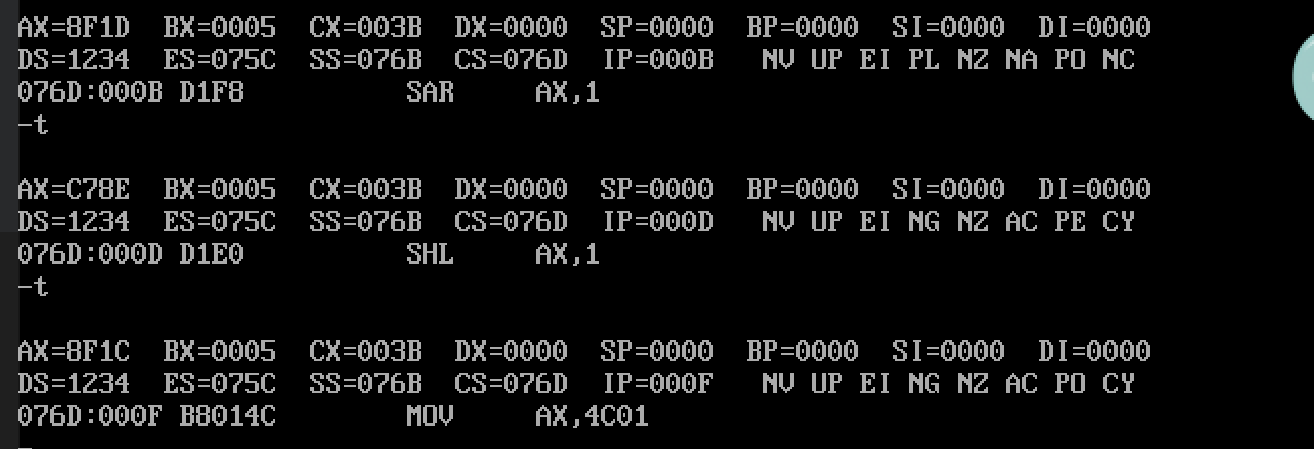 AX=8F1D  BX=0005  CX=003B  DX=0000  SP=0000  BP=0000  SI=0000  DI=0000
DS=1234  ES=075C  SS=076B  CS=076D  IP=000B   NV UP EI PL NZ NA PO NC
076D:000B D1F8          SAR     AX,1
-t
AX=C78E  BX=0005  CX=003B  DX=0000  SP=0000  BP=0000  SI=0000  DI=0000
DS=1234  ES=075C  SS=076B  CS=076D  IP=000D   NV UP EI NG NZ AC PE CY
076D:000D D1E0          SHL     AX,1
-t
AX=8F1C  BX=0005  CX=003B  DX=0000  SP=0000  BP=0000  SI=0000  DI=0000
DS=1234  ES=075C  SS=076B  CS=076D  IP=000F   NV UP EI NG NZ AC PO CY
076D:000F B8014C        MOV     AX,4C01